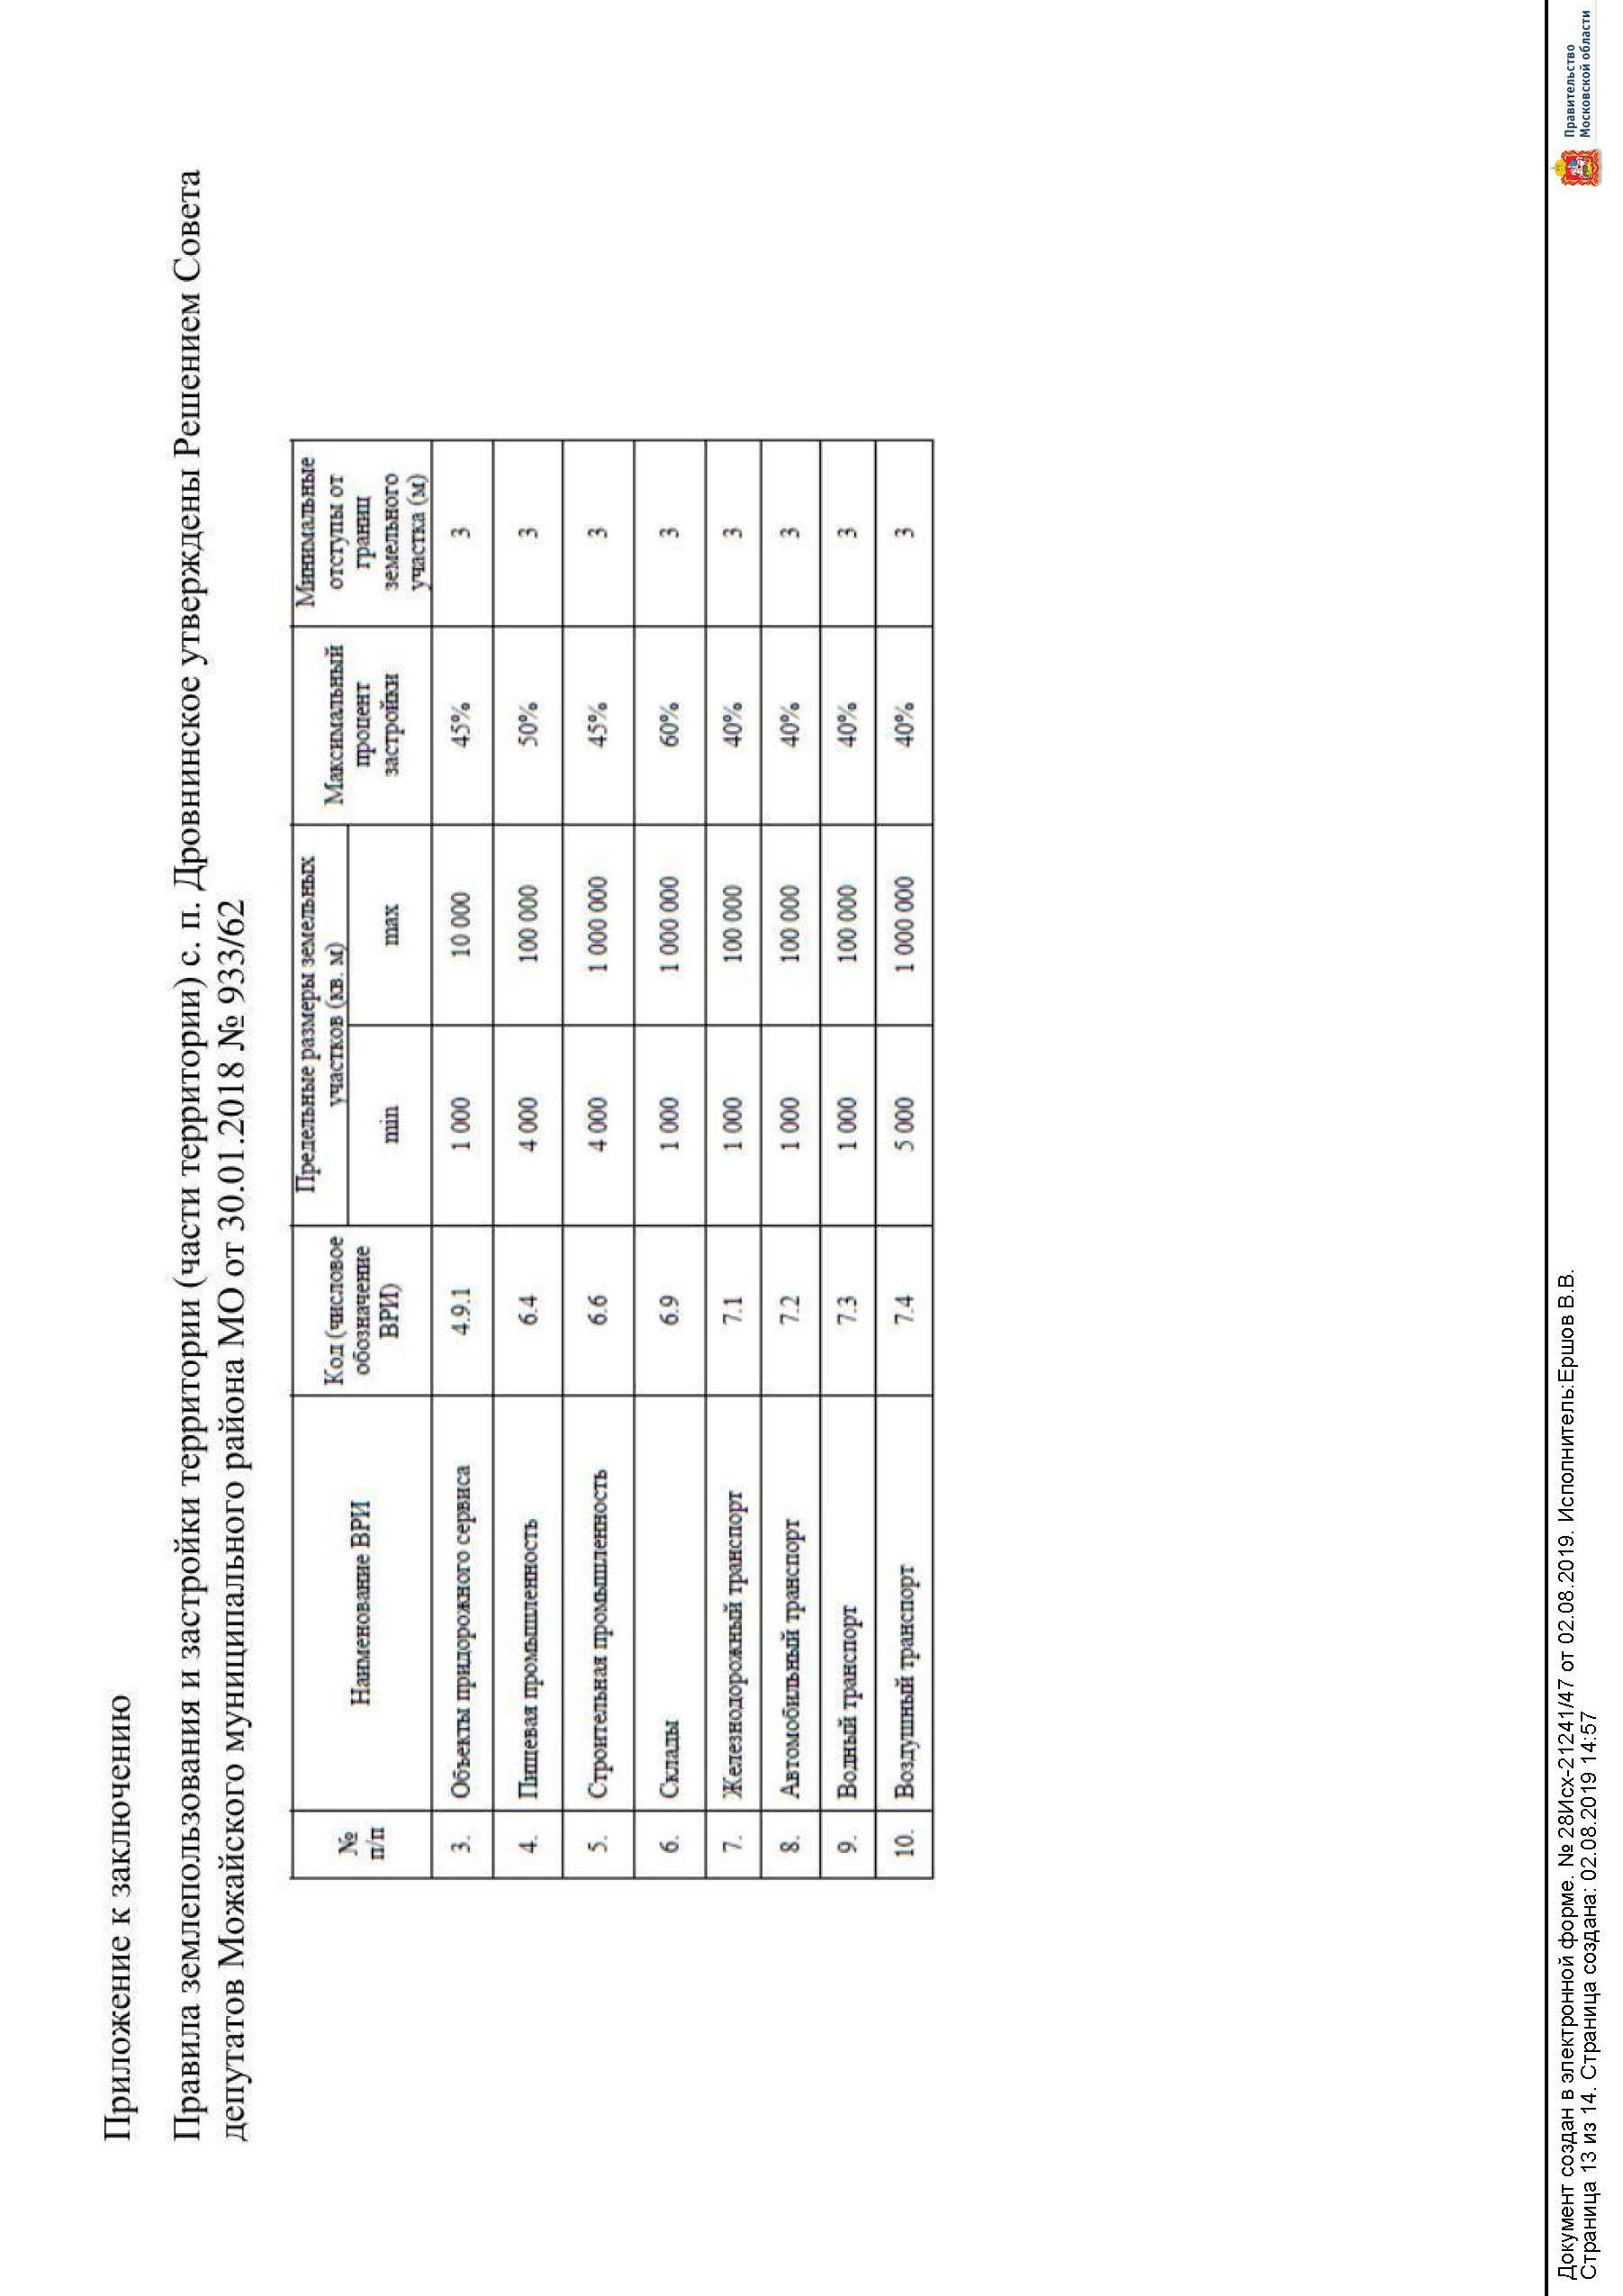 Приложение к заключению
Правила землепользования и застройки территории (части территории) с. п. Дровнинское утверждены Решением Совета
депутатов Можайского муниципального района МО от 30.01.2018 № 933/62
№
п/п
Наименование ВРИ
Код (числовое
обозначение
ВРИ)
Предельные размеры земельных
участков (кв. м)
min
max
Максимальный
процент
застройки
Минимальные
отступы от
границ
земельного
участка (м)
3. Объекты придорожного сервиса 4.9.1 1 000 10 000 45% 3
4. Пищевая промышленность 6.4 4 000 100 000 50% 3
5. Строительная промышленность 6.6 4 000 1 000 000 45% 3
6. Склады 6.9 1 000 1 000 000 60% 3
7. Железнодорожный транспорт 7.1 1 000 100 000 40% 3
8. Автомобильный транспорт 7.2 1 000 100 000 40% 3
9. Водный транспорт 7.3 1 000 100 000 40% 3
10. Воздушный транспорт 7.4 5 000 1 000 000 40% 3
Документ создан в электронной форме. № 28Исх-21241/47 от 02.08.2019. Исполнитель:Ершов В.В.
Страница 13 из 14. Страница создана: 02.08.2019 14:57
Правительство
Московской области